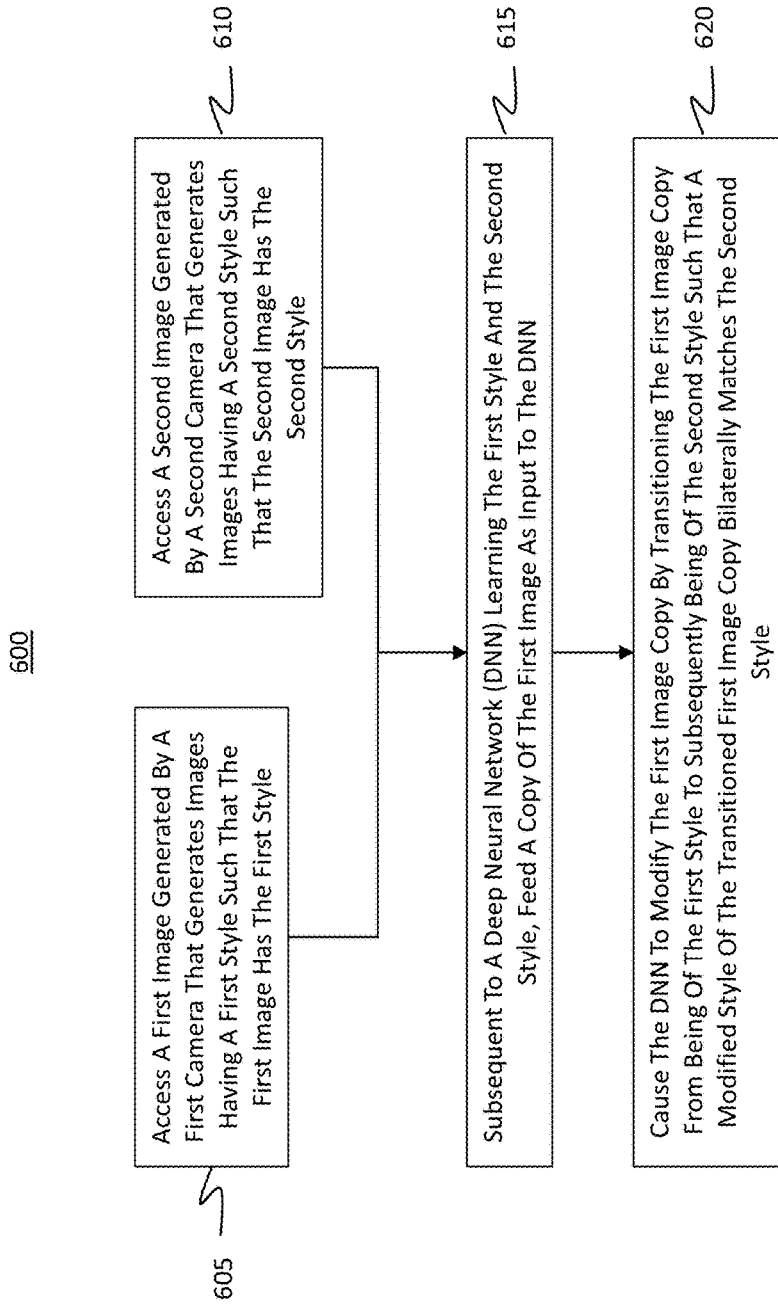 600
605
Access A First Image Generated By A
First Camera That Generates Images
Having A First Style Such That The
First Image Has The First Style
610
Access A Second Image Generated
By A Second Camera That Generates
Images Having A Second Style Such
That The Second Image Has The
Second Style
615
Subsequent To A Deep Neural Network (DNN) Learning The First Style And The Second
Style, Feed A Copy Of The First Image As Input To The DNN
620
Cause The DNN To Modify The First Image Copy By Transitioning The First Image Copy
From Being Of The First Style To Subsequently Being Of The Second Style Such That A
Modified Style Of The Transitioned First Image Copy Bilaterally Matches The Second
Style